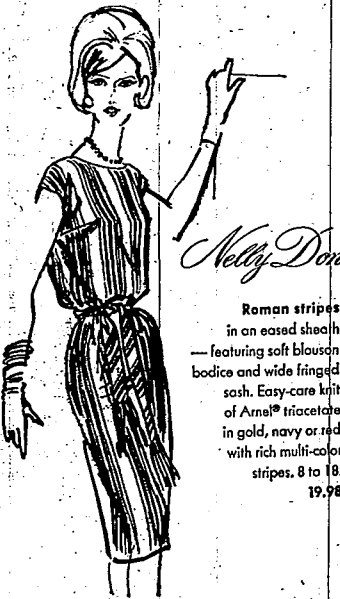 Nelly Don
Roman stripes
in an eased sheath
— featuring soft blouson
bodice and wide fringed
sash. Easy-care knit
of Arnel® triacetate
in gold, navy or red
with rich multi-color
stripes. 8 to 18.
19.98